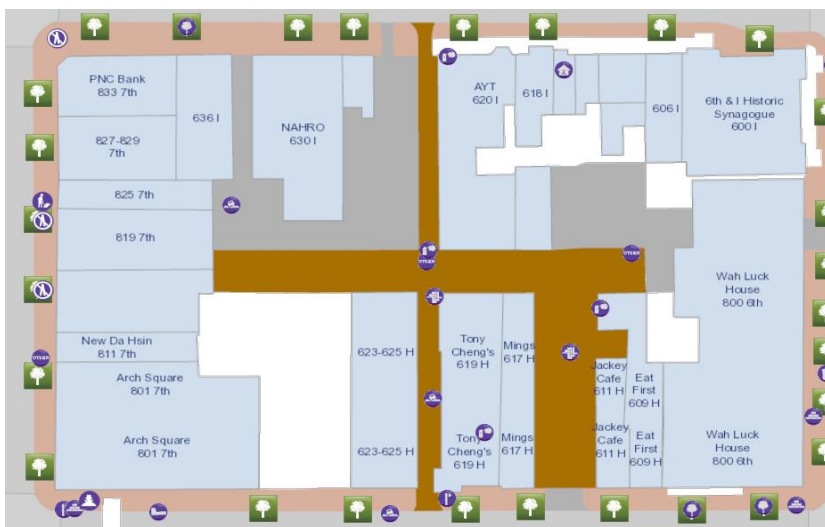 PNC Bank
833 7th
636 I
NAHRO
630 I
AYT
620 I
618 I
606 I
6th & I Historic
Synagogue
600 I
827-829
7th
825 7th
819 7th
OTHER
OTHER
Wah Luck
House
800 6th
New Da Hsin
811 7th
623-625 H
Tony
Cheng's
619 H
Mings
617 H
Jackey
Cafe
611 H
Eat
First
609 H
OTHER
Arch Square
801 7th
Arch Square
801 7th
623-625 H
Tony
Cheng's
619 H
Mings
617 H
Jackey
Cafe
611 H
Eat
First
609 H
Wah Luck
House
800 6th